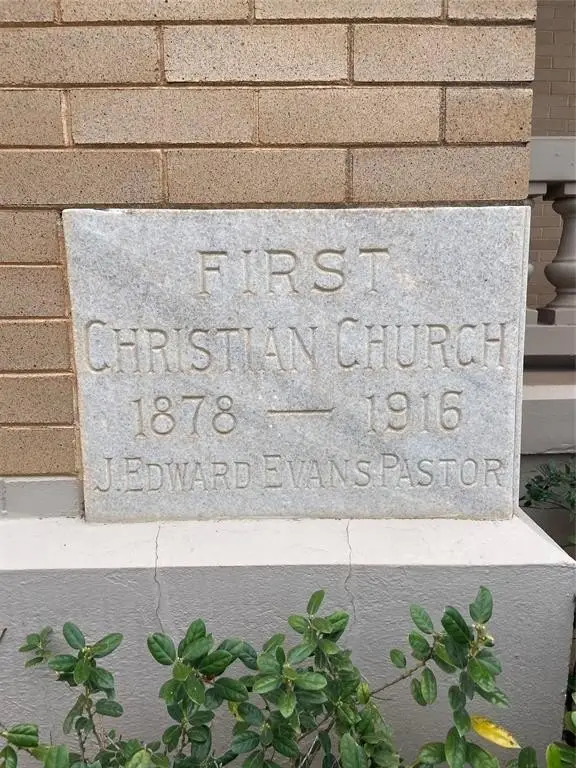 FIRST
CHRISTIAN CHURCH
1878 — 1916
J. EDWARD EVANS PASTOR